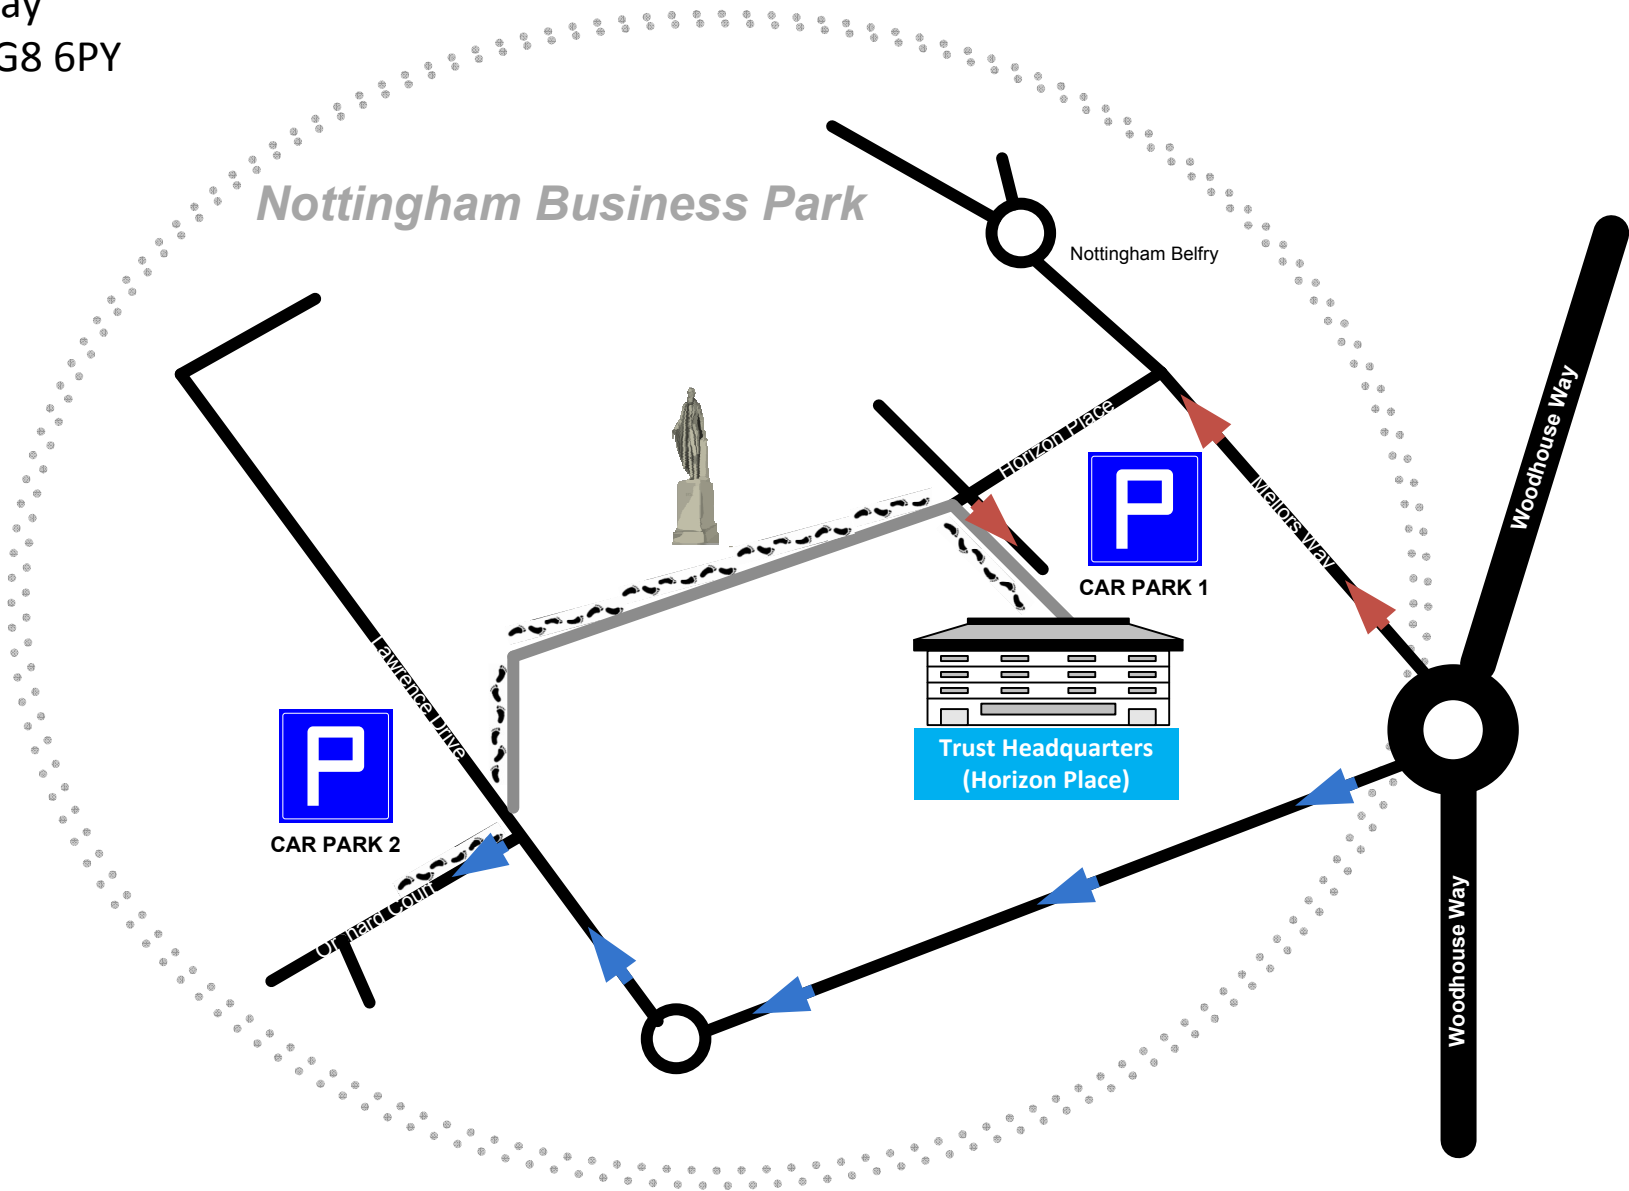 ay
G8 6PY
Nottingham Business Park
Nottingham Belfry
Woodhouse Way
Horizon Place
P
CAR PARK 1
Mellors Way
Lawrence Drive
P
CAR PARK 2
Trust Headquarters
(Horizon Place)
Orchard Court
Woodhouse Way